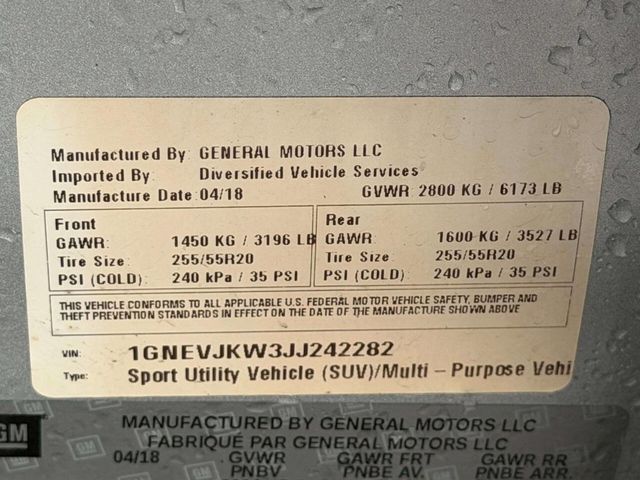 Manufactured By: GENERAL MOTORS LLC
Imported By: Diversified Vehicle Services
Manufacture Date: 04/18 GVWR: 2800 KG / 6173 LB
Front
GAWR: 1450 KG / 3196 LB
Tire Size: 255/55R20
PSI (COLD): 240 kPa / 35 PSI
Rear
GAWR: 1600 KG / 3527 LB
Tire Size: 255/55R20
PSI (COLD): 240 kPa / 35 PSI
THIS VEHICLE CONFORMS TO ALL APPLICABLE U.S. FEDERAL MOTOR VEHICLE SAFETY, BUMPER AND
THEFT PREVENTION STANDARDS IN EFFECT ON THE DATE OF MANUFACTURE SHOWN ABOVE
VIN: 1GNEVJKW3JJ242282
Type: Sport Utility Vehicle (SUV)/Multi - Purpose Vehi
GM
MANUFACTURED BY GENERAL MOTORS LLC
FABRIQUÉ PAR GENERAL MOTORS LLC
04/18 GVWR GAWR FRT GAWR RR
PNBV PNBE AV. PNBE ARR.